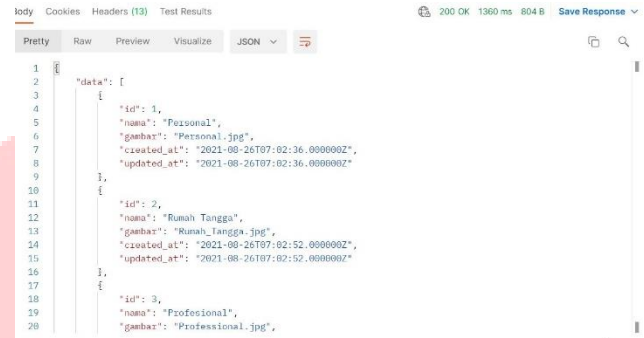 Body Cookies Headers (13) Test Results 200 OK 1360 ms 804 B Save Response
Pretty Raw Preview Visualize JSON
1 {
2 "data": [
3 {
4 "id": 1,
5 "nama": "Personal",
6 "gambar": "Personal.jpg",
7 "created_at": "2021-08-26T07:02:36.000000Z",
8 "updated_at": "2021-08-26T07:02:36.000000Z"
9 },
10 {
11 "id": 2,
12 "nama": "Rumah Tangga",
13 "gambar": "Rumah_Tangga.jpg",
14 "created_at": "2021-08-26T07:02:52.000000Z",
15 "updated_at": "2021-08-26T07:02:52.000000Z"
16 },
17 {
18 "id": 3,
19 "nama": "Profesional",
20 "gambar": "Professional.jpg",